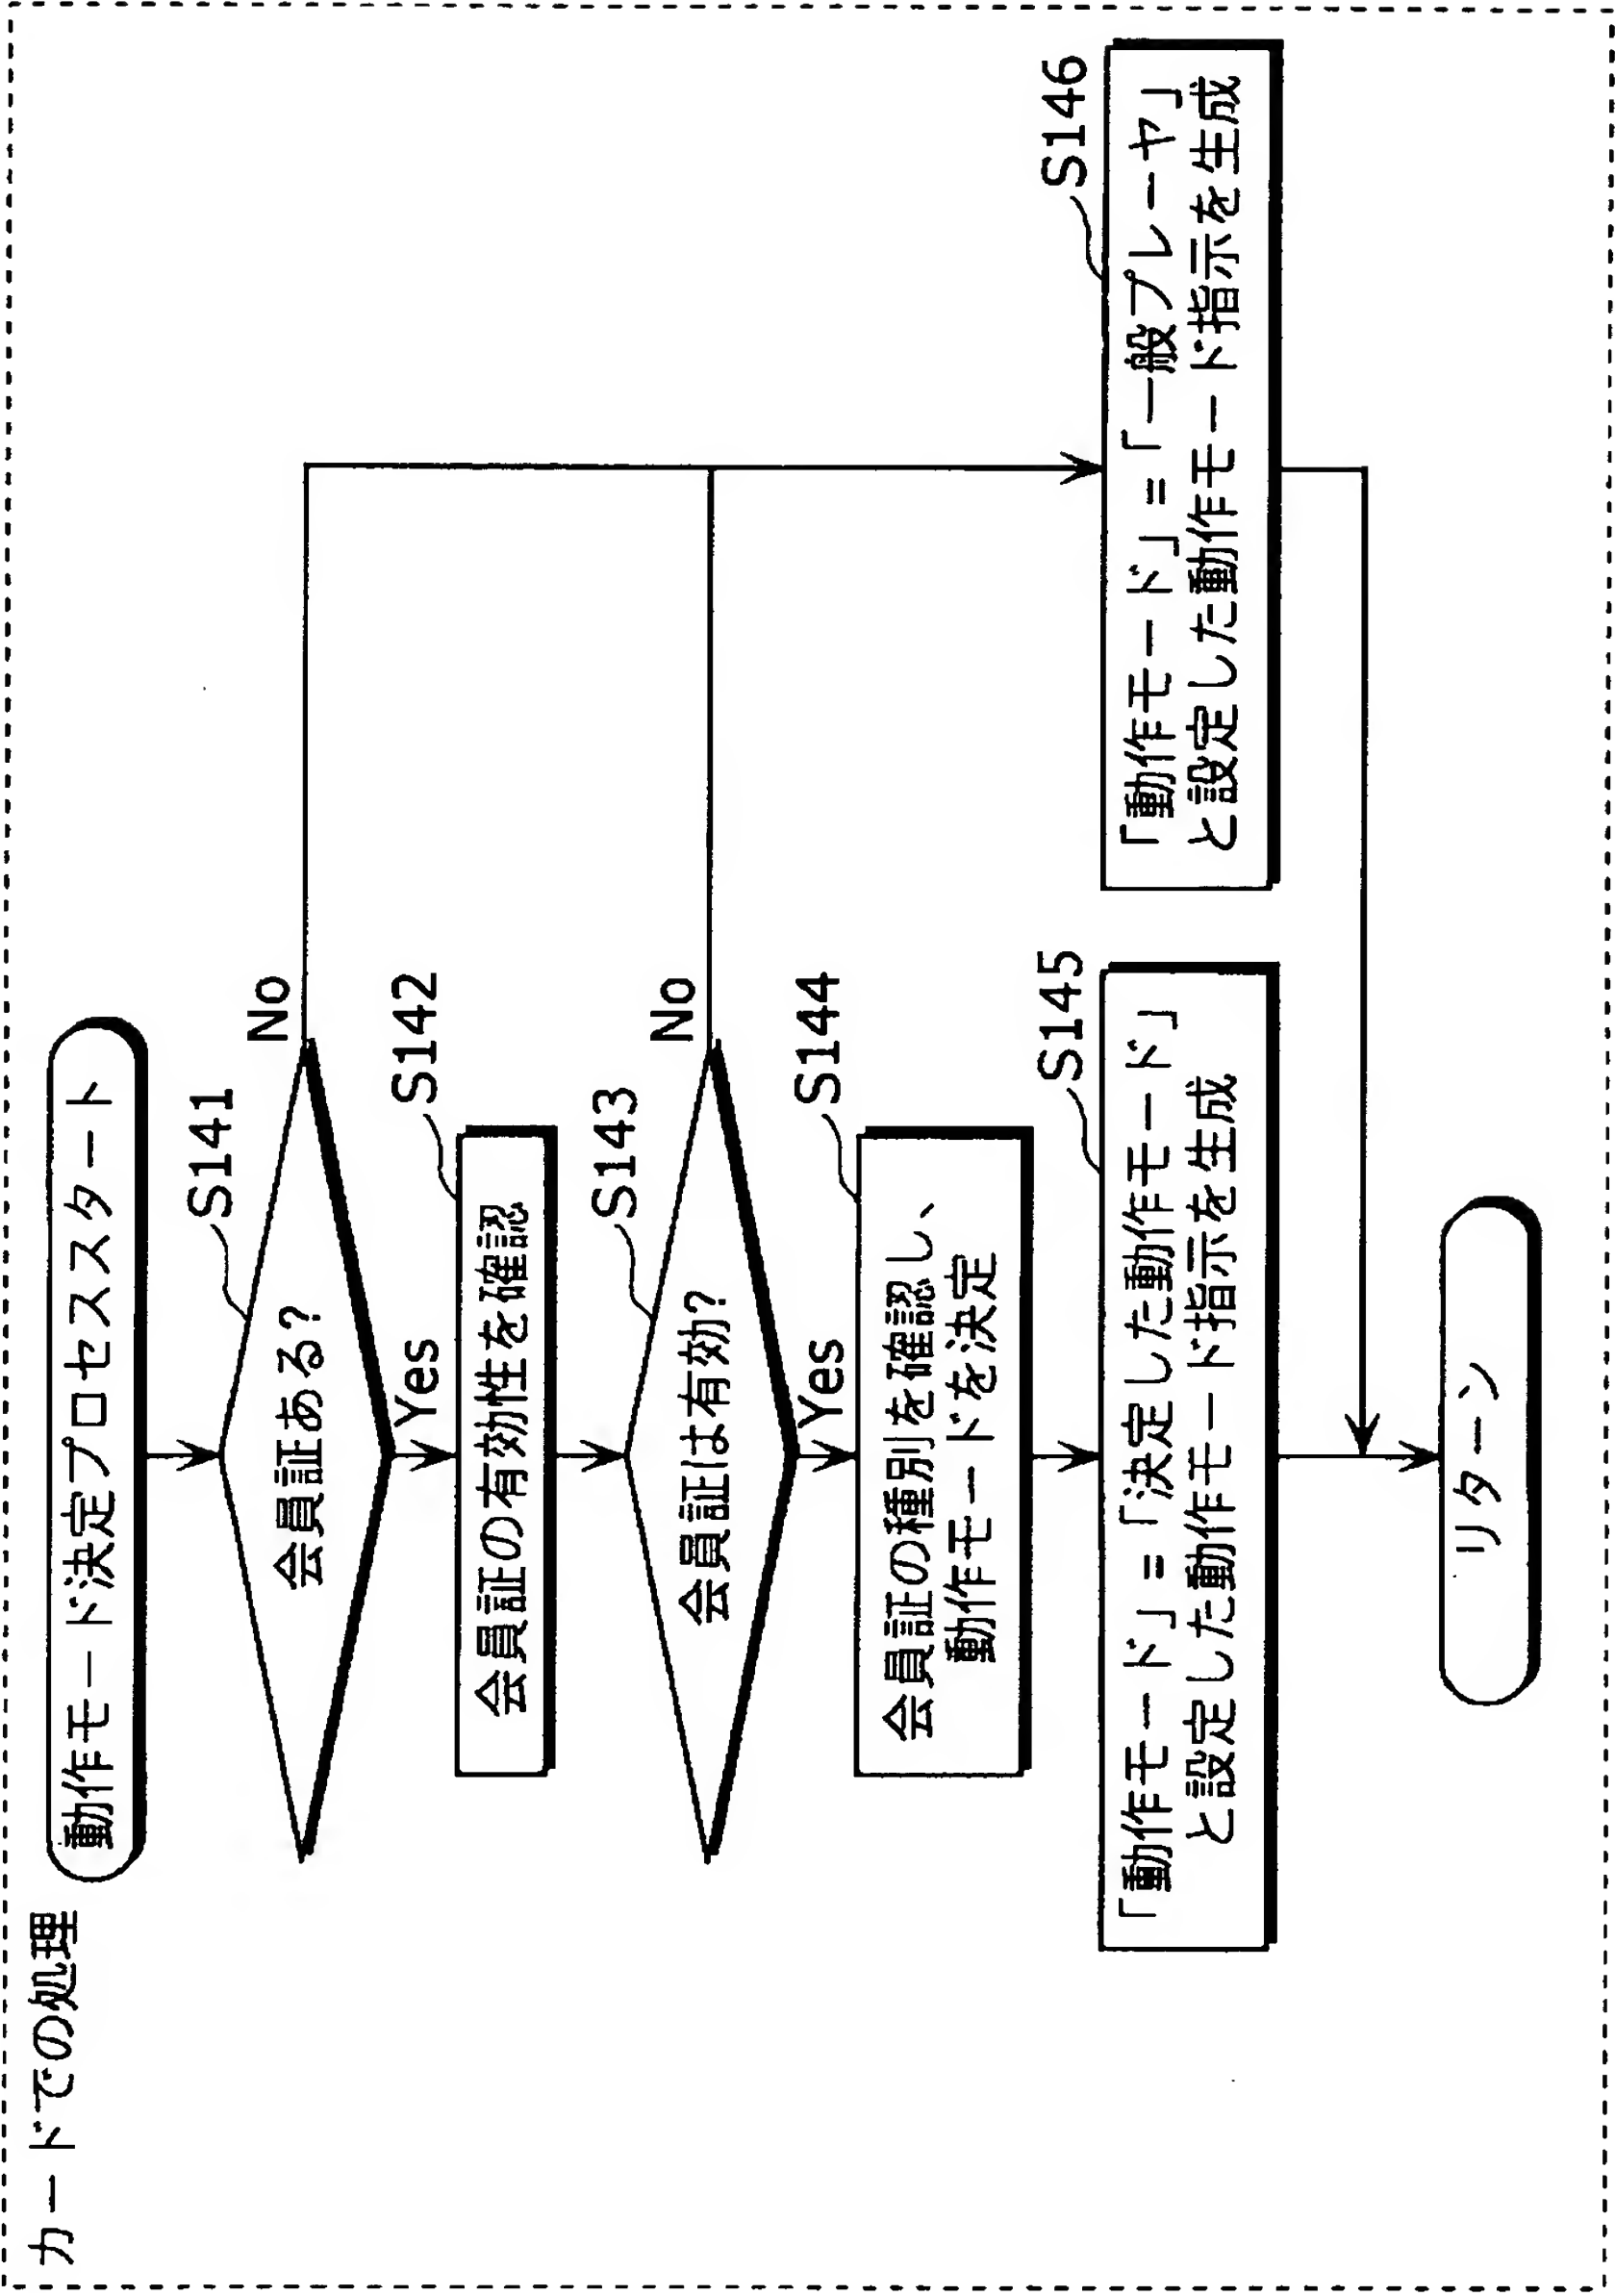 カードでの処理
動作モード決定プロセススタート
S141
会員証ある?
No
Yes
S142
会員証の有効性を確認
S143
会員証は有効?
No
Yes
S144
会員証の種別を確認し、
動作モードを決定
S145
「動作モード」=「決定した動作モード」
と設定した動作モード指示を生成
S146
「動作モード」=「一般プレーヤ」
と設定した動作モード指示を生成
リターン